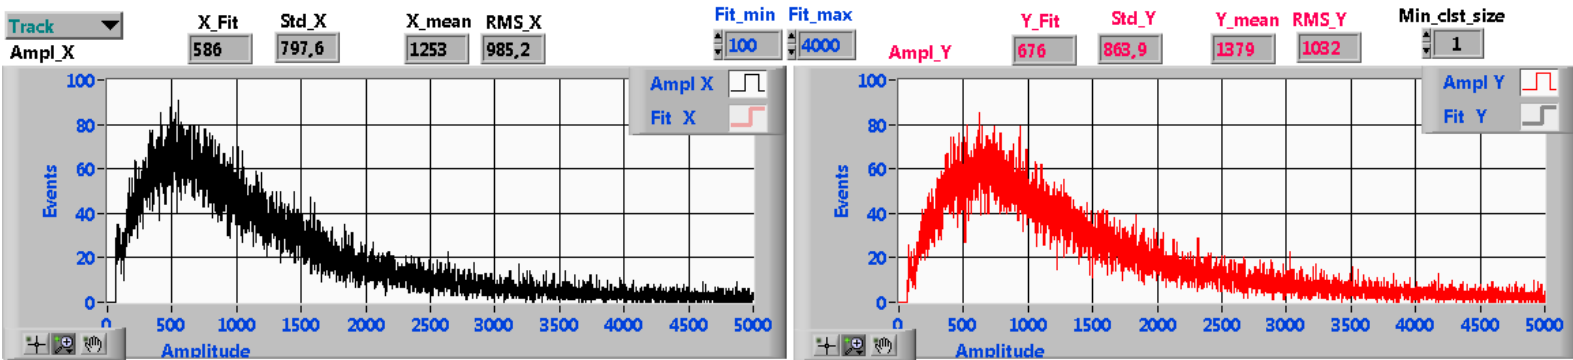 Track
X_Fit Std_X X_mean RMS_X Fit_min Fit_max Y_Fit Std_Y Y_mean RMS_Y Min_clst_size
Ampl_X 586 797,6 1253 985,2 100 4000 Ampl_Y 676 863,9 1379 1032 1
Ampl X
Fit X
Events
100
80
60
40
20
0
0 500 1000 1500 2000 2500 3000 3500 4000 4500 5000
Amplitude
Ampl Y
Fit Y
Events
100
80
60
40
20
0
0 500 1000 1500 2000 2500 3000 3500 4000 4500 5000
Amplitude